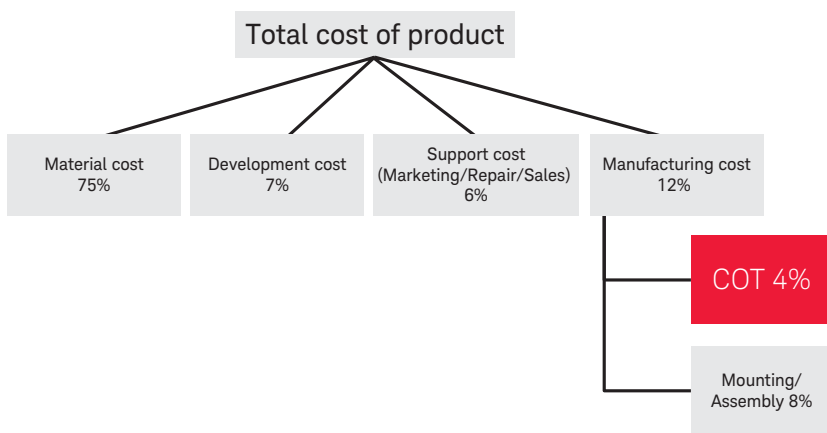 Total cost of product
Material cost
75%
Development cost
7%
Support cost
(Marketing/Repair/Sales)
6%
Manufacturing cost
12%
COT 4%
Mounting/
Assembly 8%